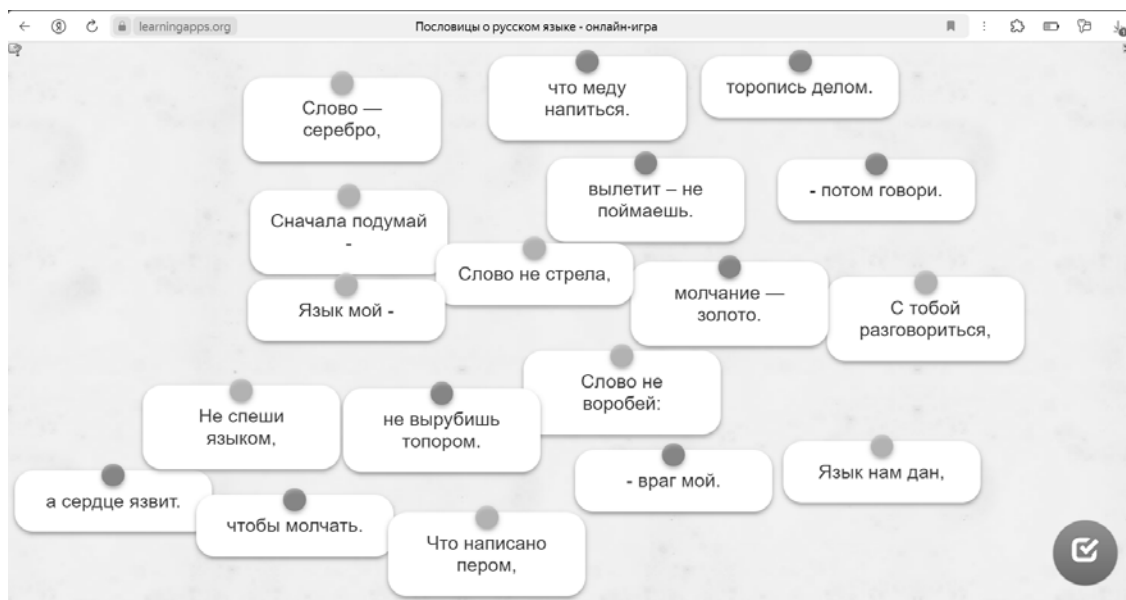 learningapps.org
Пословицы о русском языке - онлайн-игра
Слово —
серебро,
что меду
напиться.
торопись делом.
вылетит – не
поймаешь.
- потом говори.
Сначала подумай
-
Слово не стрела,
Язык мой -
молчание —
золото.
С тобой
разговориться,
Слово не
воробей:
Не спеши
языком,
не вырубишь
топором.
- враг мой.
Язык нам дан,
а сердце язвит.
чтобы молчать.
Что написано
пером,